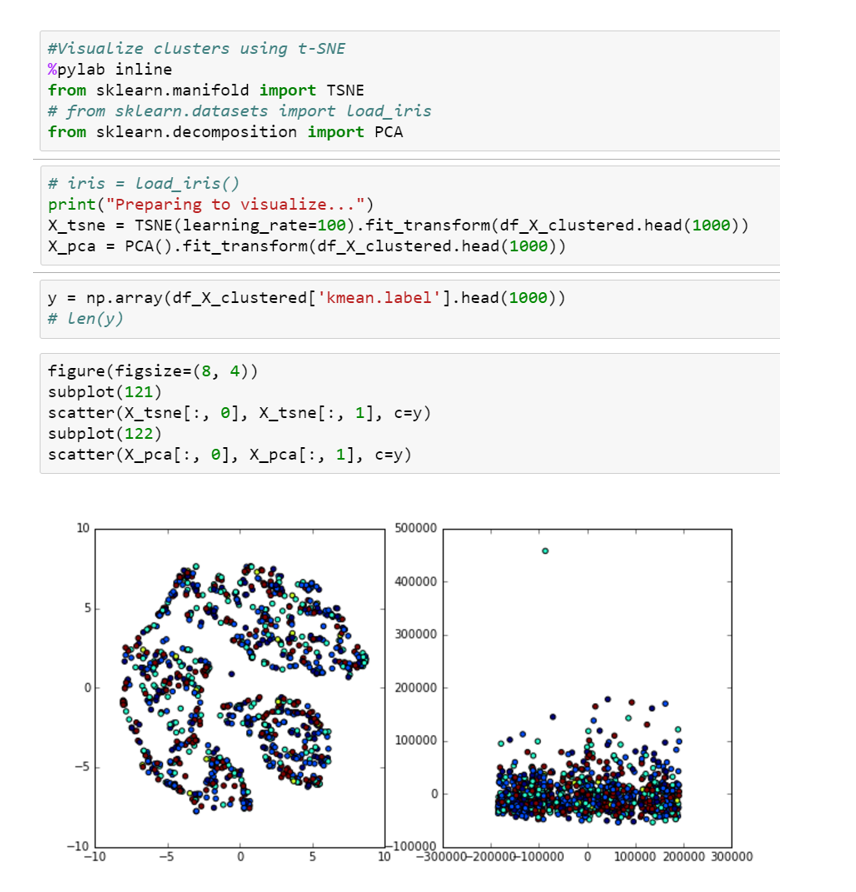 #Visualize clusters using t-SNE
%pylab inline
from sklearn.manifold import TSNE
# from sklearn.datasets import load_iris
from sklearn.decomposition import PCA
# iris = load_iris()
print("Preparing to visualize...")
X_tsne = TSNE(learning_rate=100).fit_transform(df_X_clustered.head(1000))
X_pca = PCA().fit_transform(df_X_clustered.head(1000))
y = np.array(df_X_clustered['kmean.label'].head(1000))
# len(y)
figure(figsize=(8, 4))
subplot(121)
scatter(X_tsne[:, 0], X_tsne[:, 1], c=y)
subplot(122)
scatter(X_pca[:, 0], X_pca[:, 1], c=y)
10
5
0
−5
−10
−10 −5 0 5 10
500000
400000
300000
200000
100000
0
−100000
−300000 −200000 −100000 0 100000 200000 300000